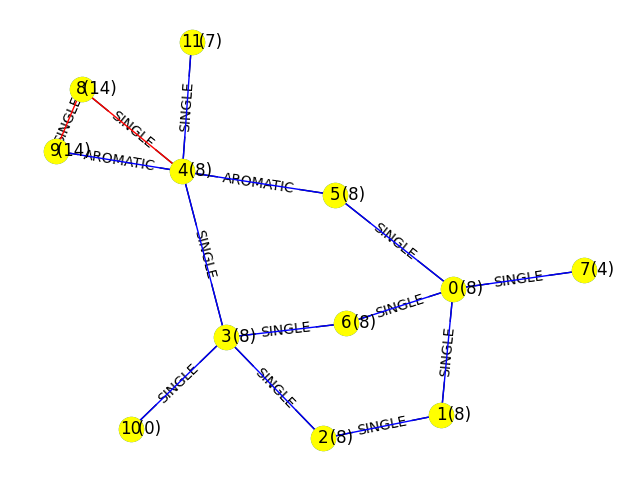 11(7)
8(14)
SINGLE
SINGLE
SINGLE
9(14)
AROMATIC
4(8)
AROMATIC
5(8)
SINGLE
SINGLE
7(4)
SINGLE
0(8)
SINGLE
6(8)
SINGLE
3(8)
SINGLE
SINGLE
SINGLE
1(8)
10(0)
SINGLE
2(8)